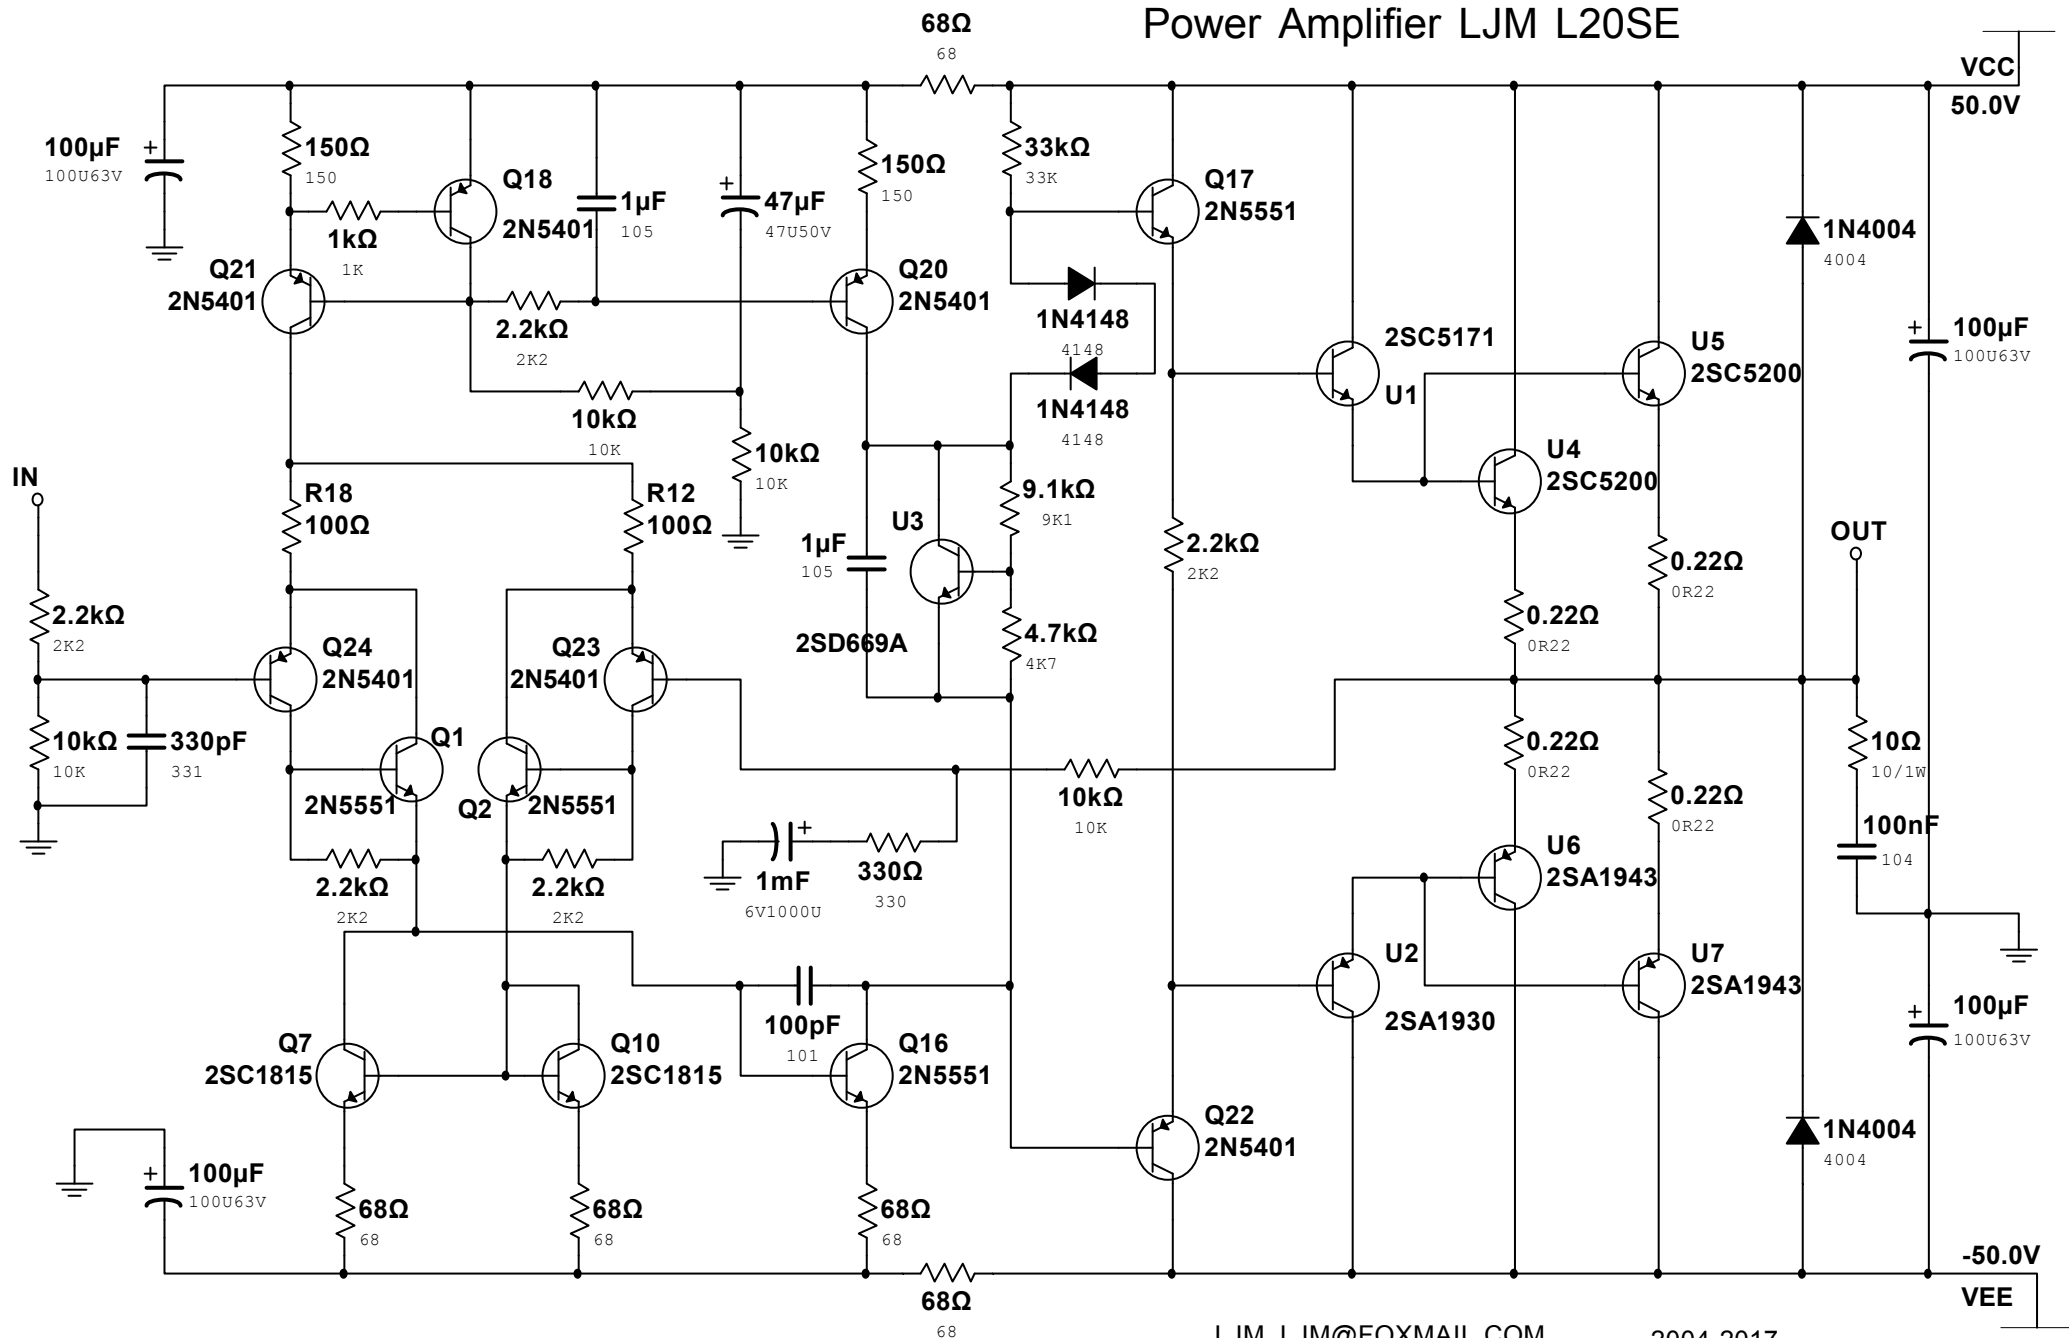 Power Amplifier LJM L20SE
68Ω
68
VCC
50.0V
100µF
100U63V
150Ω
150
Q18
2N5401
1kΩ
1K
1µF
105
47µF
47U50V
150Ω
150
33kΩ
33K
Q17
2N5551
1N4004
4004
Q21
2N5401
2.2kΩ
2K2
Q20
2N5401
1N4148
4148
1N4148
4148
2SC5171
U1
U5
2SC5200
100µF
100U63V
10kΩ
10K
10kΩ
10K
U4
2SC5200
IN
R18
100Ω
R12
100Ω
9.1kΩ
9K1
U3
1µF
105
2SD669A
2.2kΩ
2K2
0.22Ω
0R22
OUT
2.2kΩ
2K2
Q24
2N5401
Q23
2N5401
4.7kΩ
4K7
0.22Ω
0R22
10kΩ
10K
330pF
331
Q1
2N5551
Q2
2N5551
10kΩ
10K
0.22Ω
0R22
0.22Ω
0R22
10Ω
10/1W
100nF
104
2.2kΩ
2K2
2.2kΩ
2K2
1mF
6V1000U
330Ω
330
U6
2SA1943
U2
2SA1930
U7
2SA1943
100µF
100U63V
Q7
2SC1815
Q10
2SC1815
100pF
101
Q16
2N5551
Q22
2N5401
1N4004
4004
100µF
100U63V
68Ω
68
68Ω
68
68Ω
68
68Ω
68
-50.0V
VEE
LJM_LJM@FOXMAIL.COM
2004-2017